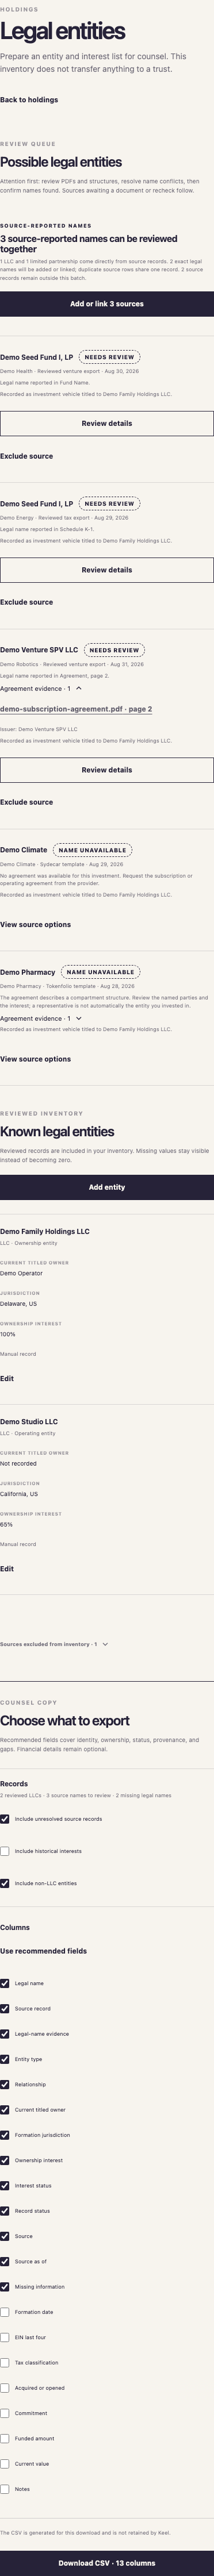 HOLDINGS
Legal entities
Prepare an entity and interest list for counsel. This
inventory does not transfer anything to a trust.
Back to holdings
REVIEW QUEUE
Possible legal entities
Attention first: review PDFs and structures, resolve name conflicts, then
confirm named funds. Sources awaiting a document or recheck follow.
SOURCE-REPORTED NAMES
3 source-reported names can be reviewed
together
1 LLC and 1 limited partnership come directly from source records. 2 exact legal
names will be added or linked; duplicate source rows share one record. 2 source
records remain outside this batch.
Add or link 3 sources
Demo Seed Fund I, LP NEEDS REVIEW
Demo Health · Reviewed venture export · Aug 30, 2026
Legal name reported in Fund Name.
Recorded as investment vehicle titled to Demo Family Holdings LLC.
Review details
Exclude source
Demo Seed Fund I, LP NEEDS REVIEW
Demo Energy · Reviewed tax export · Aug 29, 2026
Legal name reported in Schedule K-1.
Recorded as investment vehicle titled to Demo Family Holdings LLC.
Review details
Exclude source
Demo Venture SPV LLC NEEDS REVIEW
Demo Robotics · Reviewed venture export · Aug 31, 2026
Legal name reported in Agreement, page 2.
Agreement evidence · 1
demo-subscription-agreement.pdf · page 2
Issuer: Demo Venture SPV LLC
Recorded as investment vehicle titled to Demo Family Holdings LLC.
Review details
Exclude source
Demo Climate NAME UNAVAILABLE
Demo Climate · Sydecar template · Aug 29, 2026
No agreement was available for this investment. Request the subscription or
operating agreement from the provider.
Recorded as investment vehicle titled to Demo Family Holdings LLC.
View source options
Demo Pharmacy NAME UNAVAILABLE
Demo Pharmacy · Tokenfolio template · Aug 28, 2026
The agreement describes a compartment structure. Review the named parties and
the interest; a representative is not automatically the entity you invested in.
Agreement evidence · 1
Recorded as investment vehicle titled to Demo Family Holdings LLC.
View source options
REVIEWED INVENTORY
Known legal entities
Reviewed records are included in your inventory. Missing values stay visible
instead of becoming zero.
Add entity
Demo Family Holdings LLC
LLC · Ownership entity
CURRENT TITLED OWNER
Demo Operator
JURISDICTION
Delaware, US
OWNERSHIP INTEREST
100%
Manual record
Edit
Demo Studio LLC
LLC · Operating entity
CURRENT TITLED OWNER
Not recorded
JURISDICTION
California, US
OWNERSHIP INTEREST
65%
Manual record
Edit
Sources excluded from inventory · 1
COUNSEL COPY
Choose what to export
Recommended fields cover identity, ownership, status, provenance, and
gaps. Financial details remain optional.
Records
2 reviewed LLCs · 3 source names to review · 2 missing legal names
Include unresolved source records
Include historical interests
Include non-LLC entities
Columns
Use recommended fields
Legal name
Source record
Legal-name evidence
Entity type
Relationship
Current titled owner
Formation jurisdiction
Ownership interest
Interest status
Record status
Source
Source as of
Missing information
Formation date
EIN last four
Tax classification
Acquired or opened
Commitment
Funded amount
Current value
Notes
The CSV is generated for this download and is not retained by Keel.
Download CSV · 13 columns